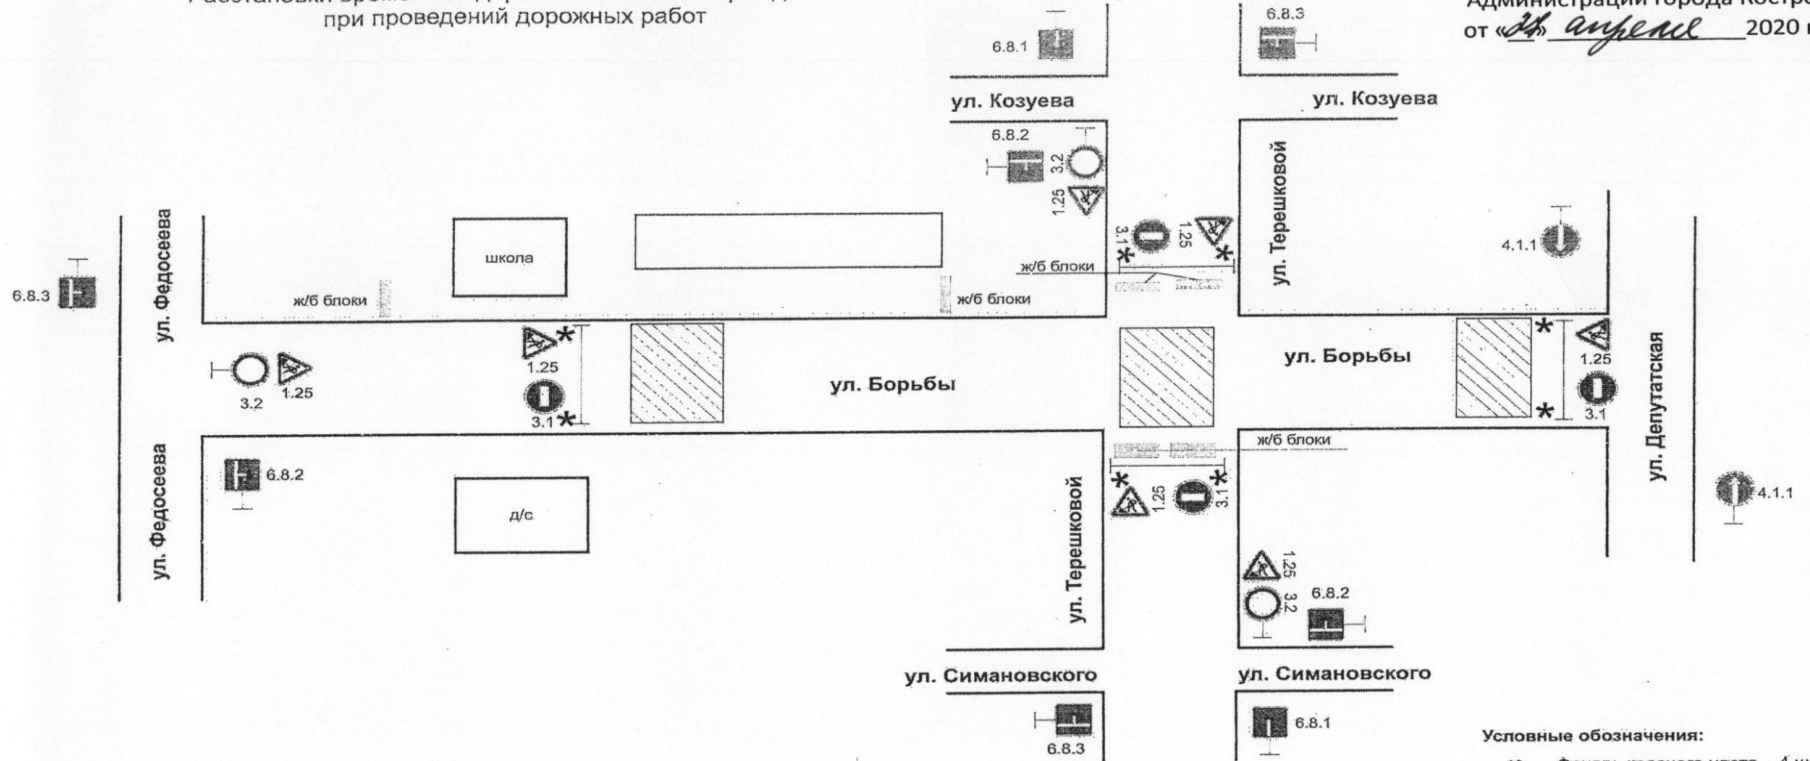 при проведений дорожных работ
от «27» апреля 2020
6.8.3
6.8.1
ул. Козуева
ул. Козуева
6.8.2
3.2
1.25
ул. Терешковой
3.1
*
1.25
*
4.1.1
ул. Федосеева
школа
6.8.3
ж/б блоки
ж/б блоки
ж/б блоки
1.25
*
3.1
*
3.2
1.25
ул. Борьбы
ул. Борьбы
*
1.25
*
3.1
ул. Депутатская
ж/б блоки
6.8.2
ул. Федосеева
д/с
ул. Терешковой
*
1.25
*
3.1
4.1.1
1.25
3.2
6.8.2
ул. Симановского
ул. Симановского
6.8.3
6.8.1
Условные обозначения: